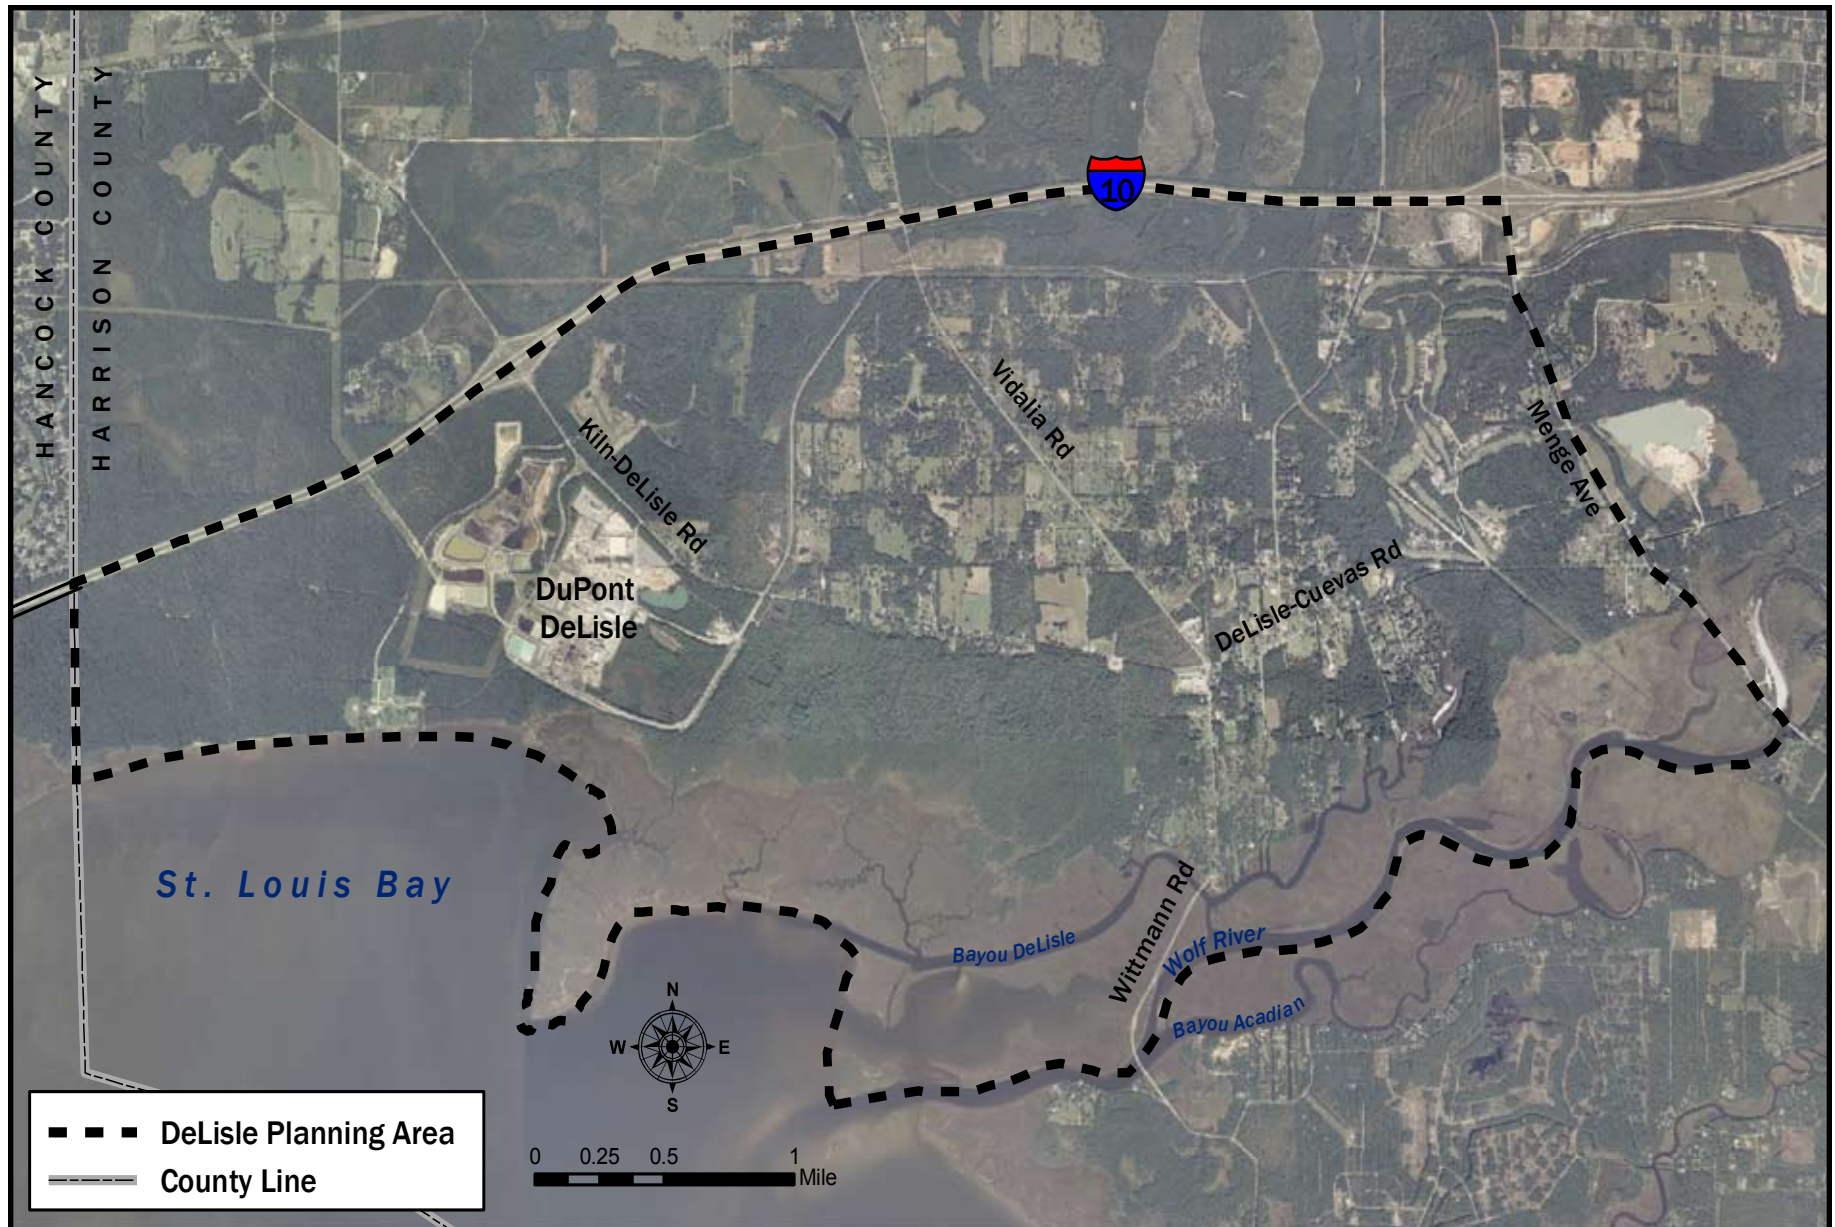 HANCOCK COUNTY
HARRISON COUNTY
10
Vidalia Rd
Kiln-DeLisle Rd
Menge Ave
DuPont
DeLisle
DeLisle-Cuevas Rd
St. Louis Bay
Bayou DeLisle
Wittmann Rd
Wolf River
Bayou Acadian
N
W E
S
DeLisle Planning Area
County Line
0 0.25 0.5 1
Mile